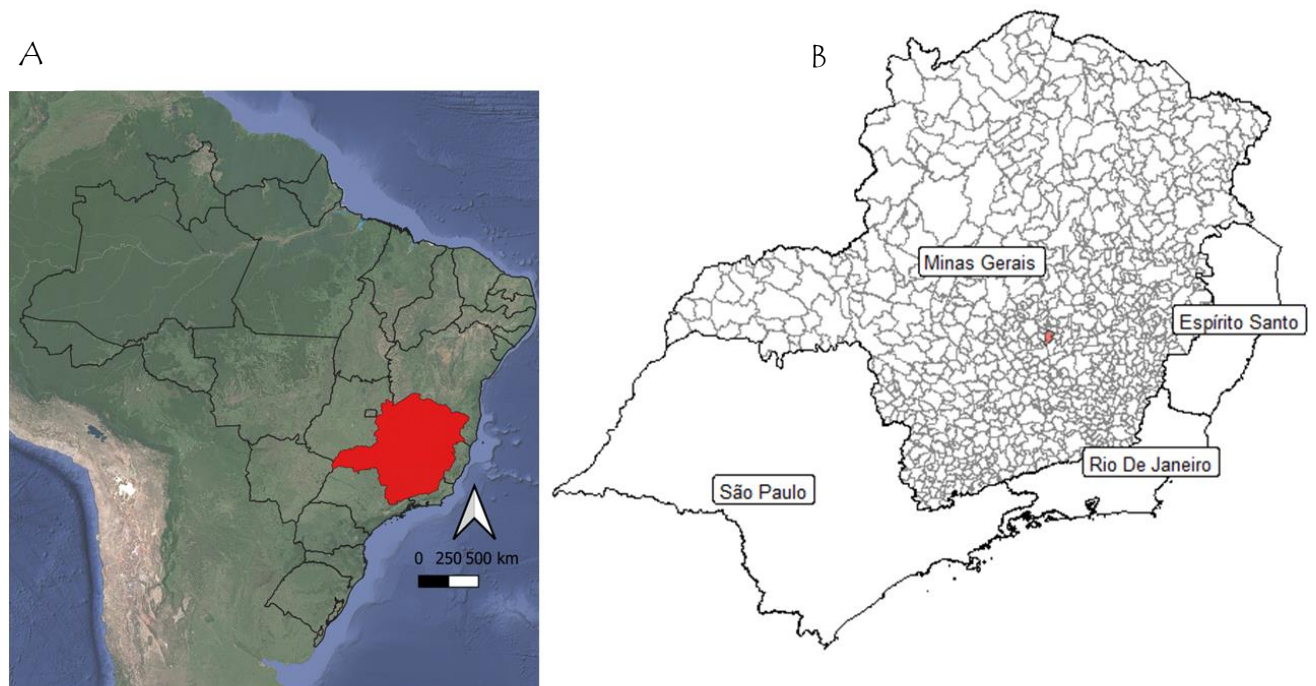 A
B
Minas Gerais
Espírito Santo
Rio De Janeiro
São Paulo
0 250 500 km